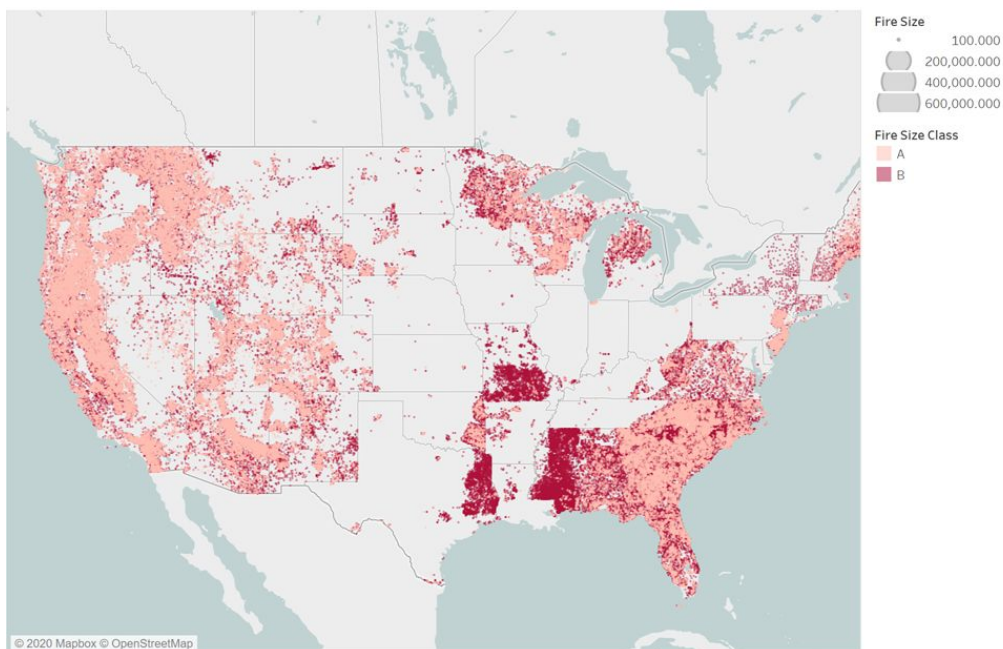 Fire Size
100.000
200,000.000
400,000.000
600,000.000
Fire Size Class
A
B
© 2020 Mapbox © OpenStreetMap